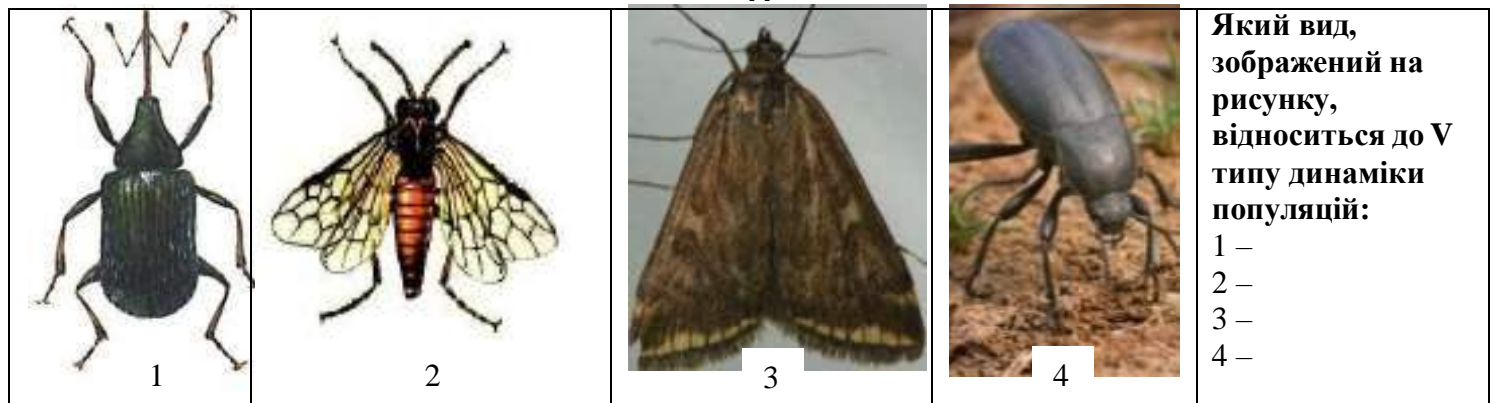 1
2
3
4
Який вид,
зображений на
рисунку,
відноситься до V
типу динаміки
популяцій:
1 –
2 –
3 –
4 –